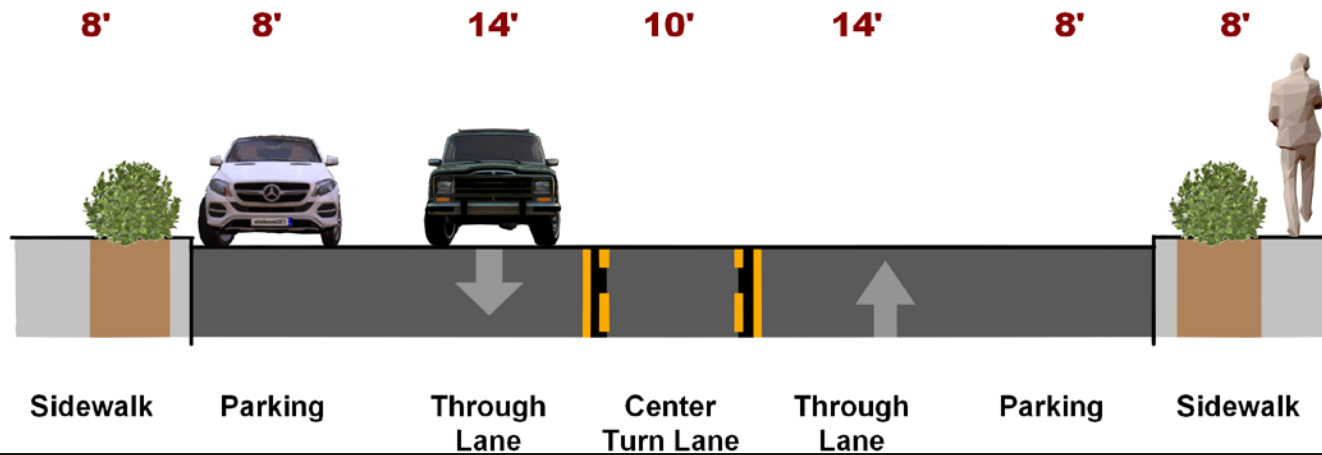 8' 8' 14' 10' 14' 8' 8'
Sidewalk Parking Through Lane Center Turn Lane Through Lane Parking Sidewalk